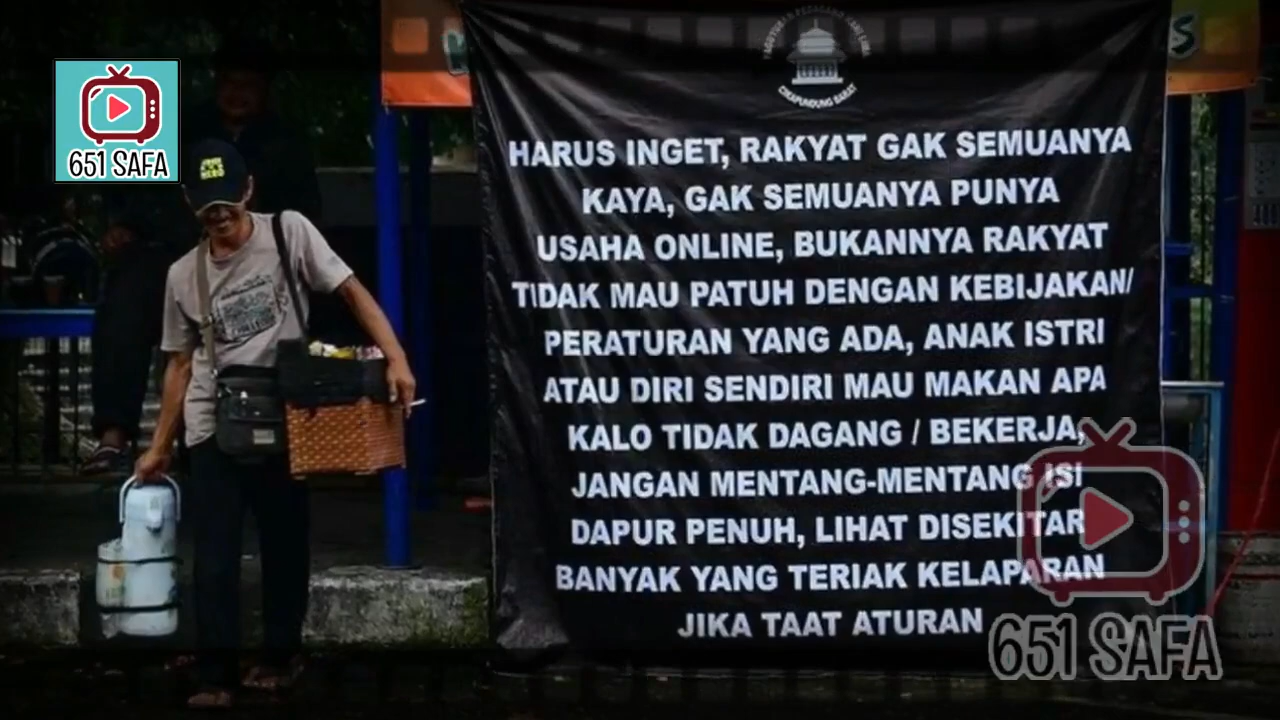 651 SAFA
CIKAPUNDUNG BARAT
HARUS INGET, RAKYAT GAK SEMUANYA
KAYA, GAK SEMUANYA PUNYA
USAHA ONLINE, BUKANNYA RAKYAT
TIDAK MAU PATUH DENGAN KEBIJAKAN/
PERATURAN YANG ADA, ANAK ISTRI
ATAU DIRI SENDIRI MAU MAKAN APA
KALO TIDAK DAGANG / BEKERJA,
JANGAN MENTANG-MENTANG ISI
DAPUR PENUH, LIHAT DISEKITAR
BANYAK YANG TERIAK KELAPARAN
JIKA TAAT ATURAN
651 SAFA